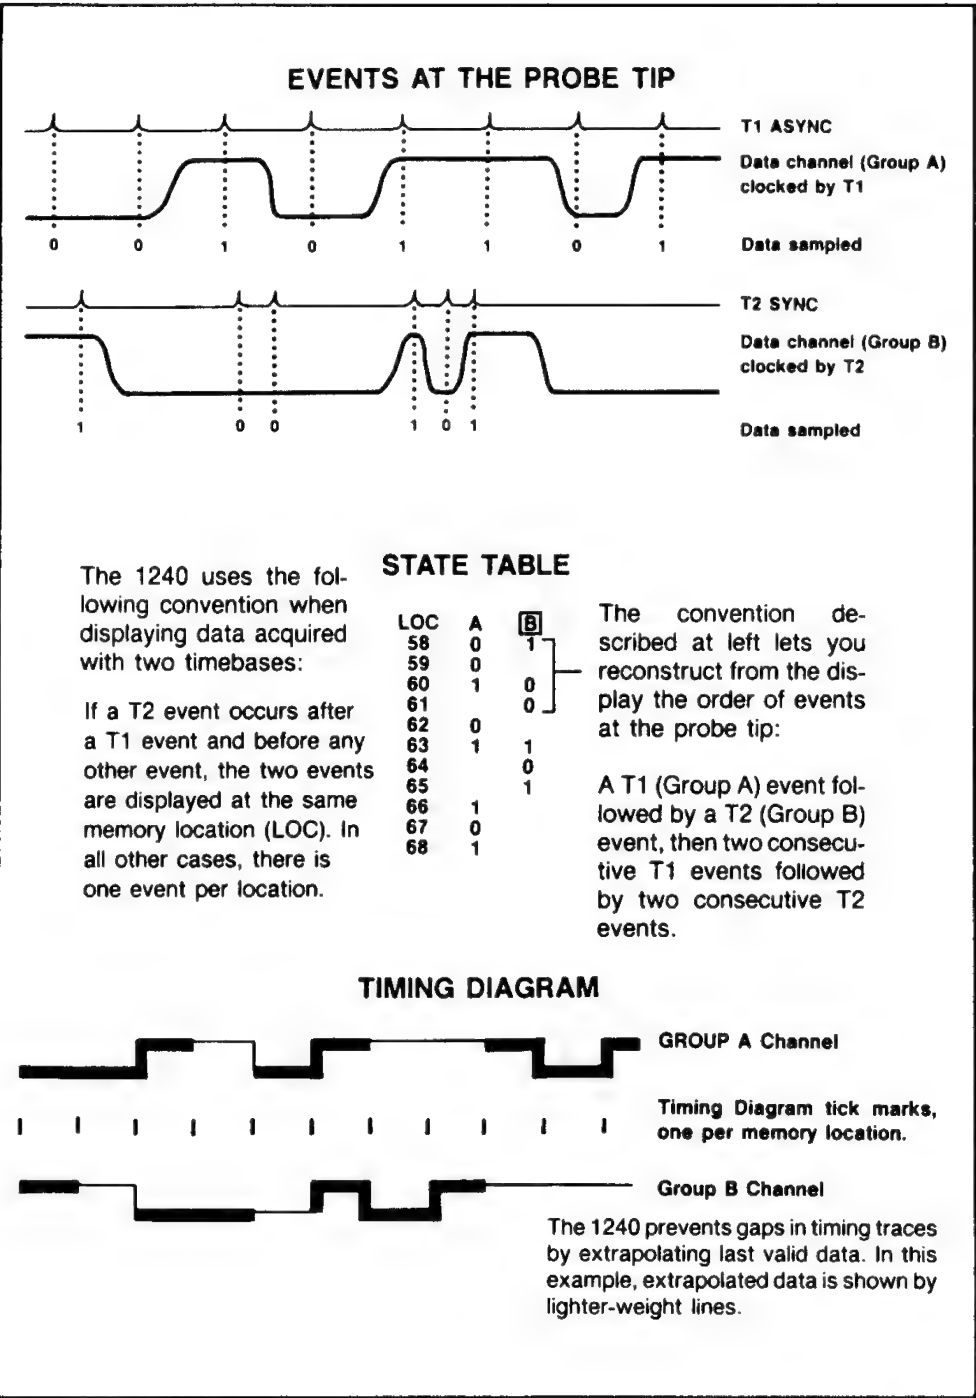 EVENTS AT THE PROBE TIP
T1 ASYNC
Data channel (Group A)
clocked by T1
0 0 1 0 1 1 0 1
Data sampled
T2 SYNC
Data channel (Group B)
clocked by T2
1 0 0 1 0 1
Data sampled
The 1240 uses the fol-
lowing convention when
displaying data acquired
with two timebases:
If a T2 event occurs after
a T1 event and before any
other event, the two events
are displayed at the same
memory location (LOC). In
all other cases, there is
one event per location.
STATE TABLE
LOC A B
58 0 1
59 0
60 1 0
61 0
62 0
63 1 1
64 0
65 1
66 1
67 0
68 1
The convention de-
scribed at left lets you
reconstruct from the dis-
play the order of events
at the probe tip:
A T1 (Group A) event fol-
lowed by a T2 (Group B)
event, then two consecu-
tive T1 events followed
by two consecutive T2
events.
TIMING DIAGRAM
GROUP A Channel
Timing Diagram tick marks,
one per memory location.
Group B Channel
The 1240 prevents gaps in timing traces
by extrapolating last valid data. In this
example, extrapolated data is shown by
lighter-weight lines.